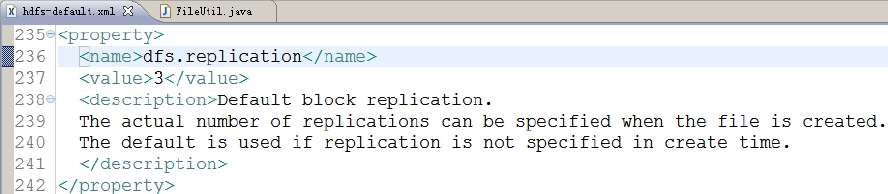 hdfs-default.xml FileUtil.java
235 <property>
236 <name>dfs.replication</name>
237 <value>3</value>
238 <description>Default block replication.
239 The actual number of replications can be specified when the file is created.
240 The default is used if replication is not specified in create time.
241 </description>
242 </property>